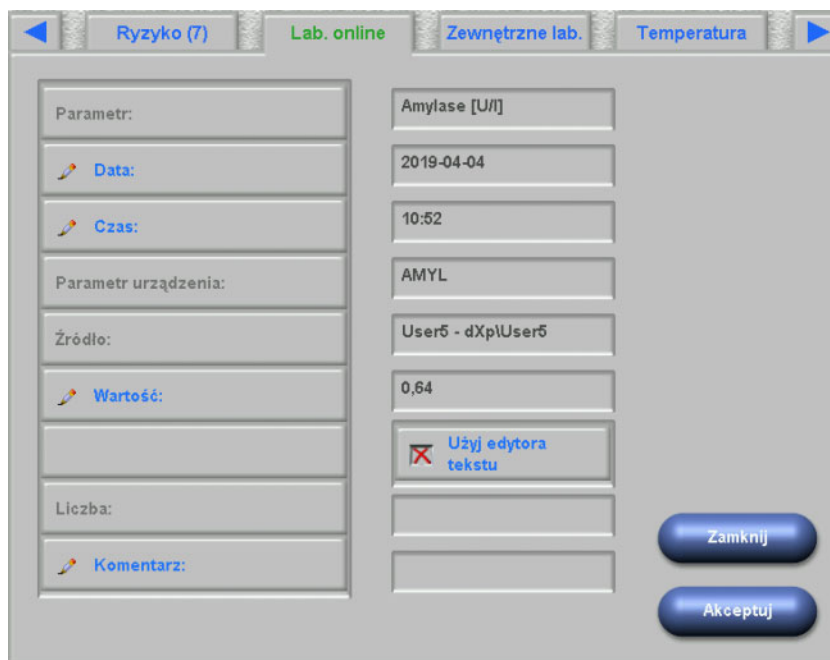 Ryzyko (7) Lab. online Zewnętrzne lab. Temperatura
Parametr: Amylase [U/l]
Data: 2019-04-04
Czas: 10:52
Parametr urządzenia: AMYL
Źródło: User5 - dXp\User5
Wartość: 0,64
Użyj edytora
tekstu
Liczba:
Zamknij
Komentarz:
Akceptuj